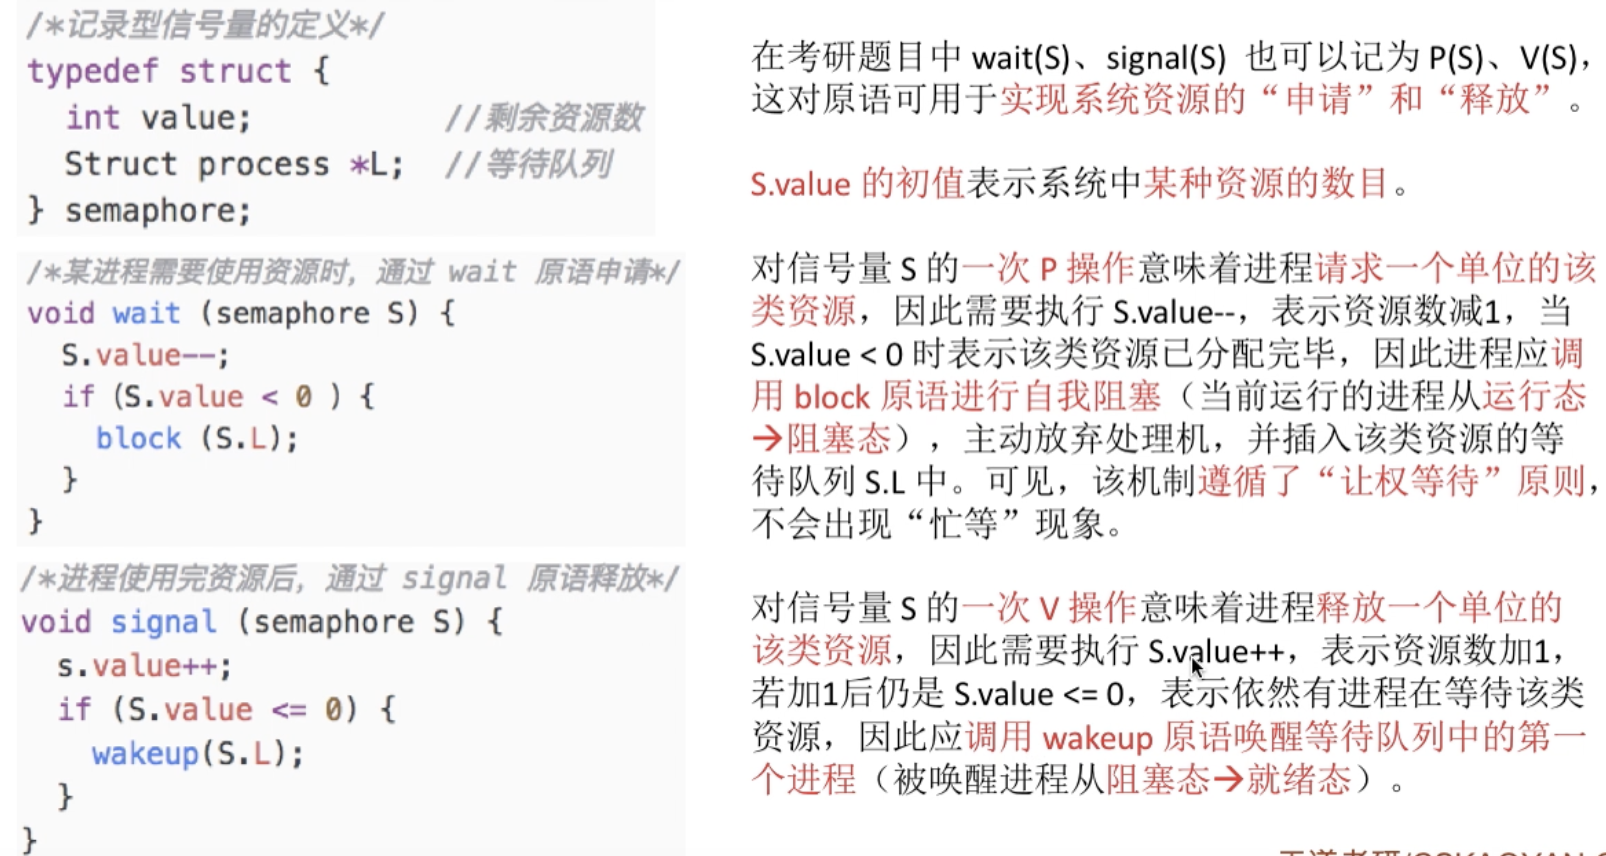 /*记录型信号量的定义*/
typedef struct {
int value; //剩余资源数
Struct process *L; //等待队列
} semaphore;
/*某进程需要使用资源时，通过 wait 原语申请*/
void wait (semaphore S) {
S.value--;
if (S.value < 0 ) {
block (S.L);
}
}
/*进程使用完资源后，通过 signal 原语释放*/
void signal (semaphore S) {
s.value++;
if (S.value <= 0) {
wakeup(S.L);
}
}
在考研题目中 wait(S)、signal(S) 也可以记为 P(S)、V(S)，
这对原语可用于实现系统资源的“申请”和“释放”。
S.value 的初值表示系统中某种资源的数目。
对信号量 S 的一次 P 操作意味着进程请求一个单位的该
类资源，因此需要执行 S.value--，表示资源数减1，当
S.value < 0 时表示该类资源已分配完毕，因此进程应调
用 block 原语进行自我阻塞（当前运行的进程从运行态
→阻塞态），主动放弃处理机，并插入该类资源的等
待队列 S.L 中。可见，该机制遵循了“让权等待”原则，
不会出现“忙等”现象。
对信号量 S 的一次 V 操作意味着进程释放一个单位的
该类资源，因此需要执行 S.value++，表示资源数加1，
若加1后仍是 S.value <= 0，表示依然有进程在等待该类
资源，因此应调用 wakeup 原语唤醒等待队列中的第一
个进程（被唤醒进程从阻塞态→就绪态）。